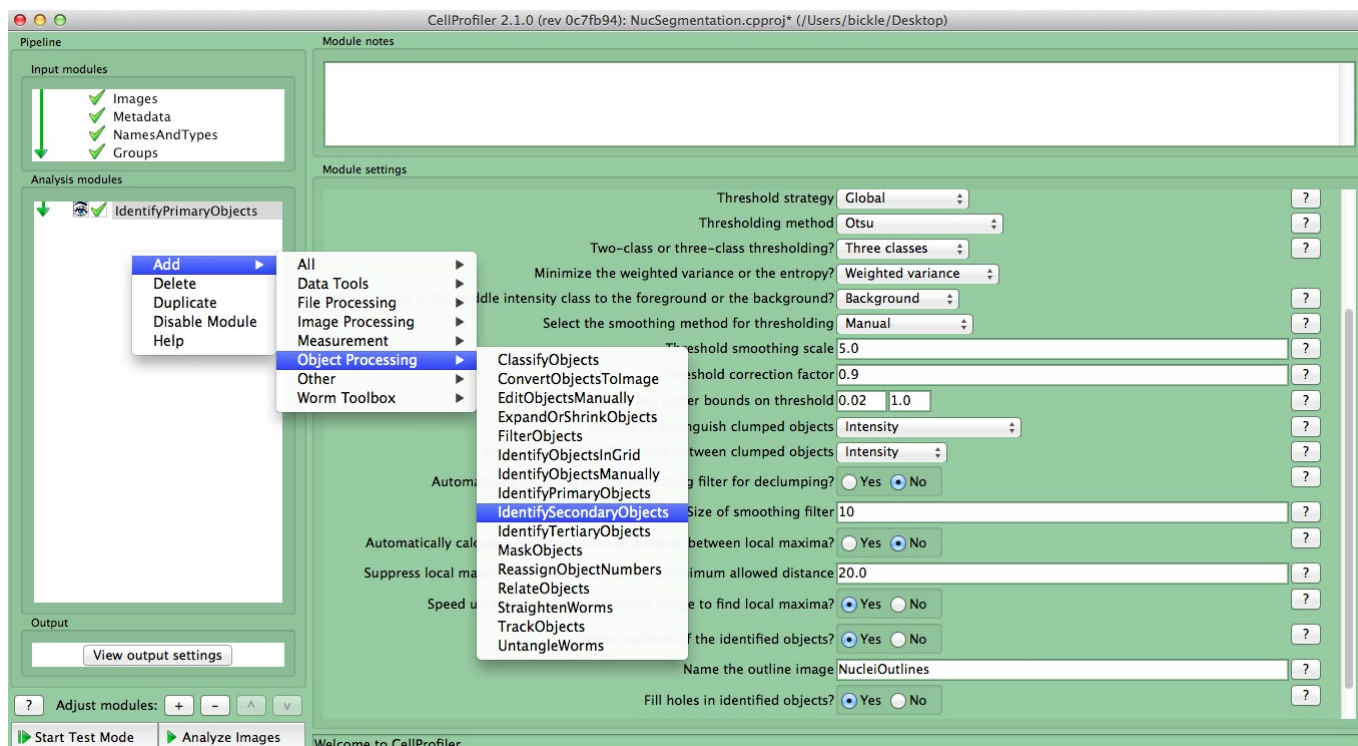 CellProfiler 2.1.0 (rev 0c7fb94): NucSegmentation.cpproj* (/Users/bickle/Desktop)
Pipeline
Module notes
Input modules
Images
Metadata
NamesAndTypes
Groups
Analysis modules
IdentifyPrimaryObjects
Add
Delete
Duplicate
Disable Module
Help
All
Data Tools
File Processing
Image Processing
Measurement
Object Processing
Other
Worm Toolbox
ClassifyObjects
ConvertObjectsToImage
EditObjectsManually
ExpandOrShrinkObjects
FilterObjects
IdentifyObjectsInGrid
IdentifyObjectsManually
IdentifyPrimaryObjects
IdentifySecondaryObjects
IdentifyTertiaryObjects
MaskObjects
ReassignObjectNumbers
RelateObjects
StraightenWorms
TrackObjects
UntangleWorms
Module settings
Threshold strategy Global ?
Thresholding method Otsu ?
Two-class or three-class thresholding? Three classes ?
Minimize the weighted variance or the entropy? Weighted variance
intensity class to the foreground or the background? Background ?
Select the smoothing method for thresholding Manual ?
Threshold smoothing scale 5.0 ?
correction factor 0.9 ?
bounds on threshold 0.02 1.0 ?
clumped objects Intensity ?
between clumped objects Intensity ?
filter for declumping? Yes No ?
Size of smoothing filter 10 ?
Automatically between local maxima? Yes No ?
Suppress local allowed distance 20.0 ?
Speed to find local maxima? Yes No ?
of the identified objects? Yes No ?
Name the outline image NucleiOutlines ?
Fill holes in identified objects? Yes No ?
Output
View output settings
? Adjust modules: + - ^ v
Start Test Mode Analyze Images
Welcome to CellProfiler